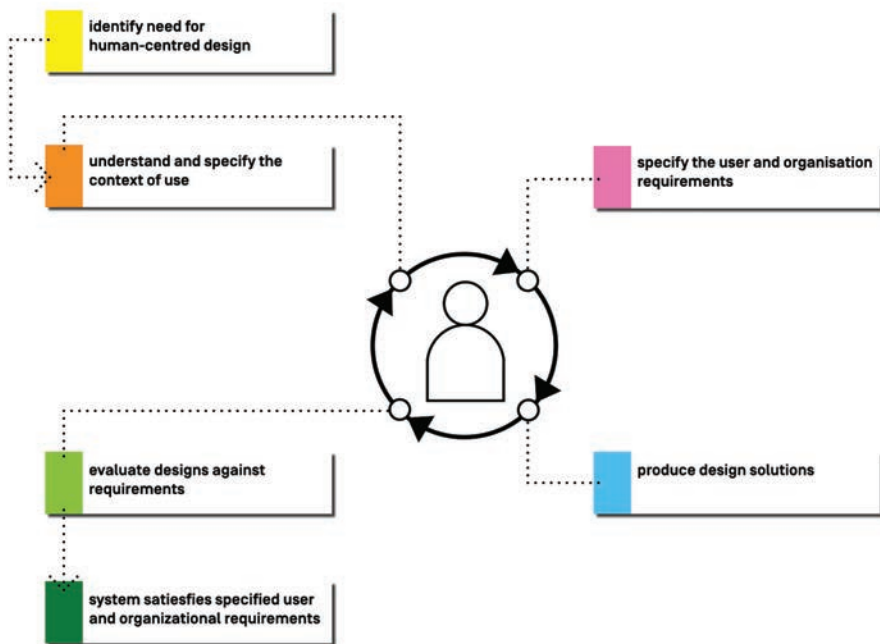 identify need for
human-centred design
understand and specify the
context of use
specify the user and organisation
requirements
evaluate designs against
requirements
produce design solutions
system satiesfies specified user
and organizational requirements